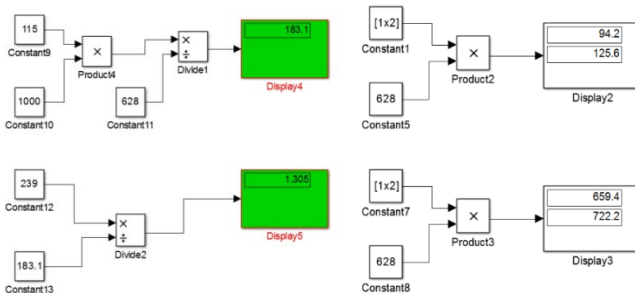 115
Constant9
×
Product4
1000
Constant10
×
÷
Divide1
628
Constant11
183.1
Display4
[1x2]
Constant1
×
Product2
628
Constant5
94.2
125.6
Display2
239
Constant12
×
÷
Divide2
183.1
Constant13
1.305
Display5
[1x2]
Constant7
×
Product3
628
Constant8
659.4
722.2
Display3